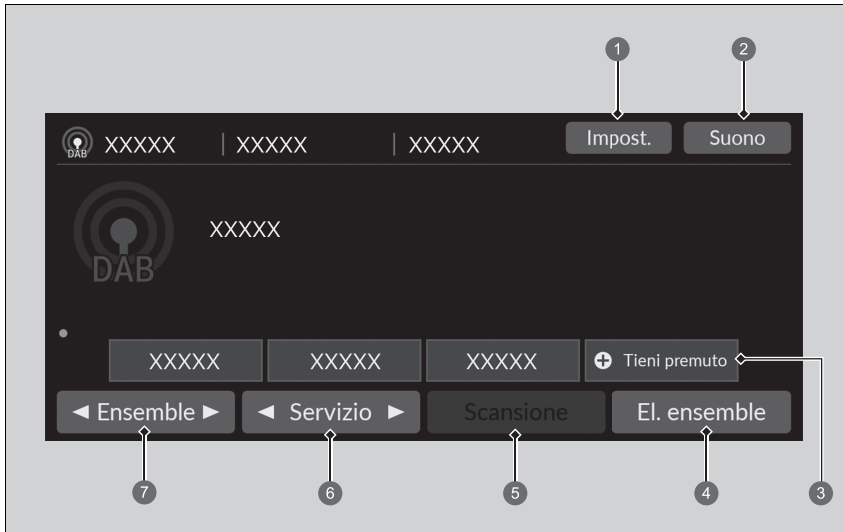 1 2
DAB XXXXX | XXXXX | XXXXX Impost. Suono
XXXXX
DAB
XXXXX XXXXX XXXXX Tieni premuto
◄ Ensemble ► ◄ Servizio ► Scansione El. ensemble
7 6 5 4 3